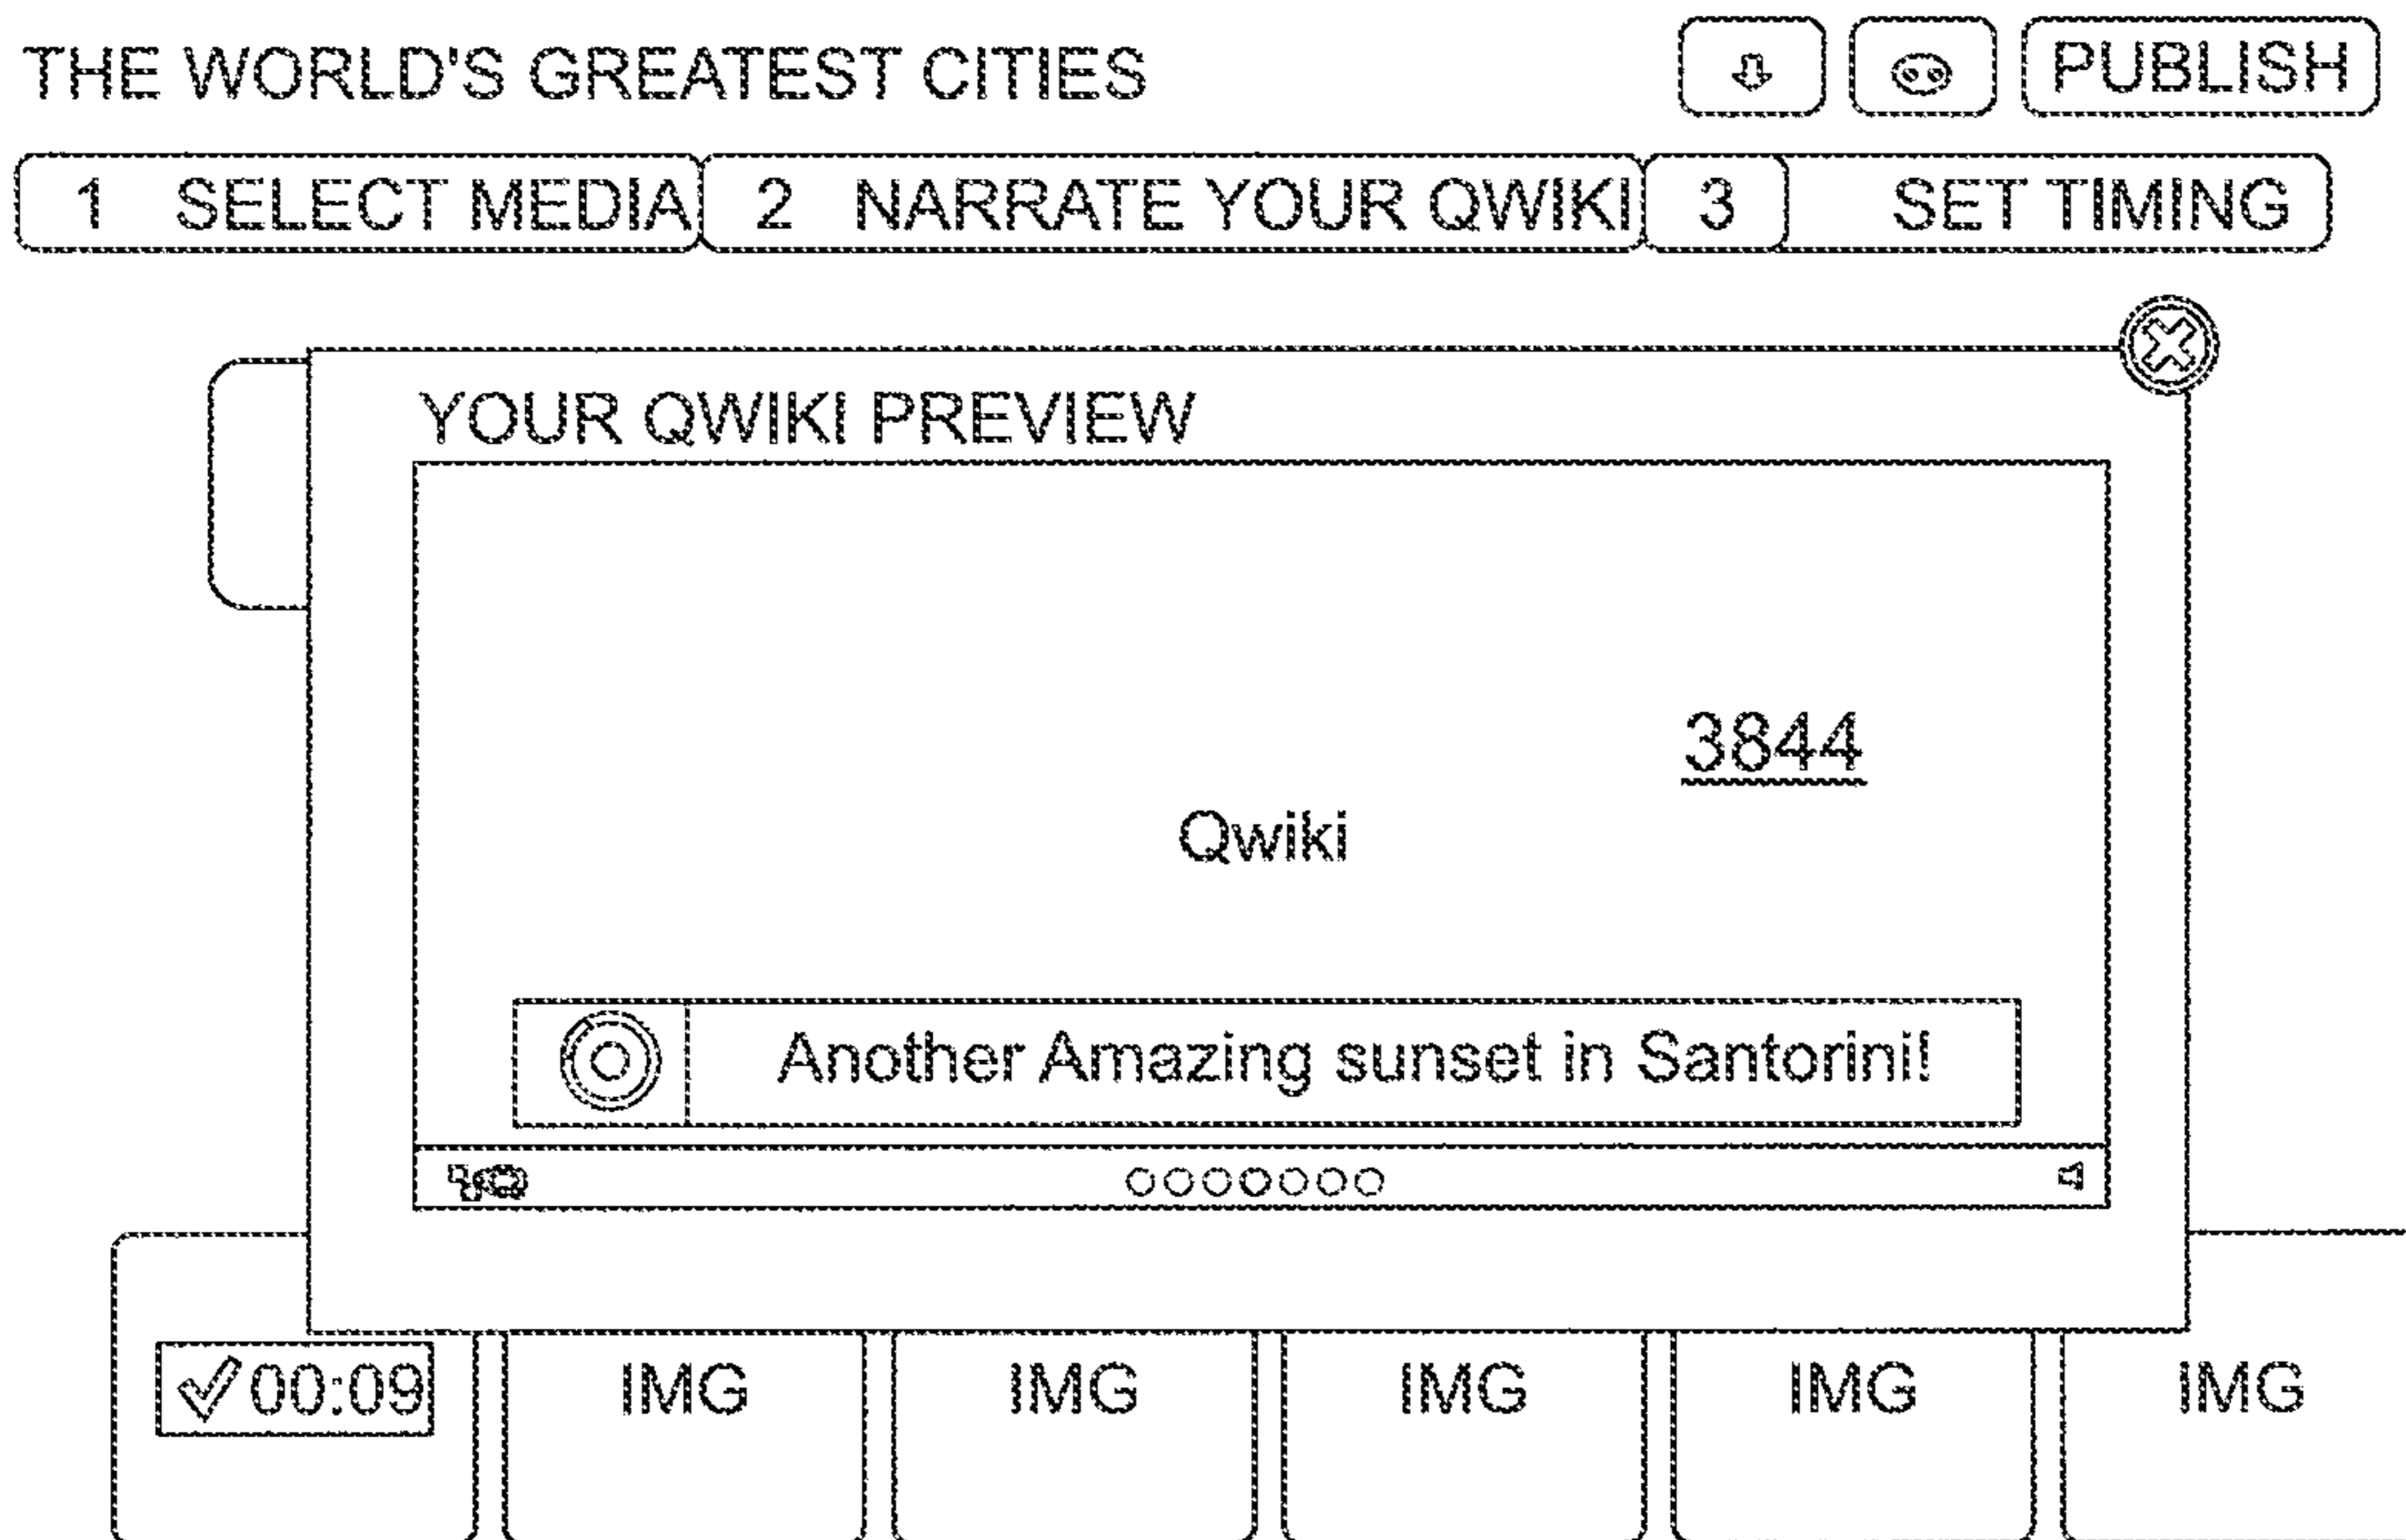 THE WORLD'S GREATEST CITIES
PUBLISH
1 SELECT MEDIA 2 NARRATE YOUR QWIKI 3 SET TIMING
YOUR QWIKI PREVIEW
3844
Qwiki
Another Amazing sunset in Santorini!
00:09 IMG IMG IMG IMG IMG